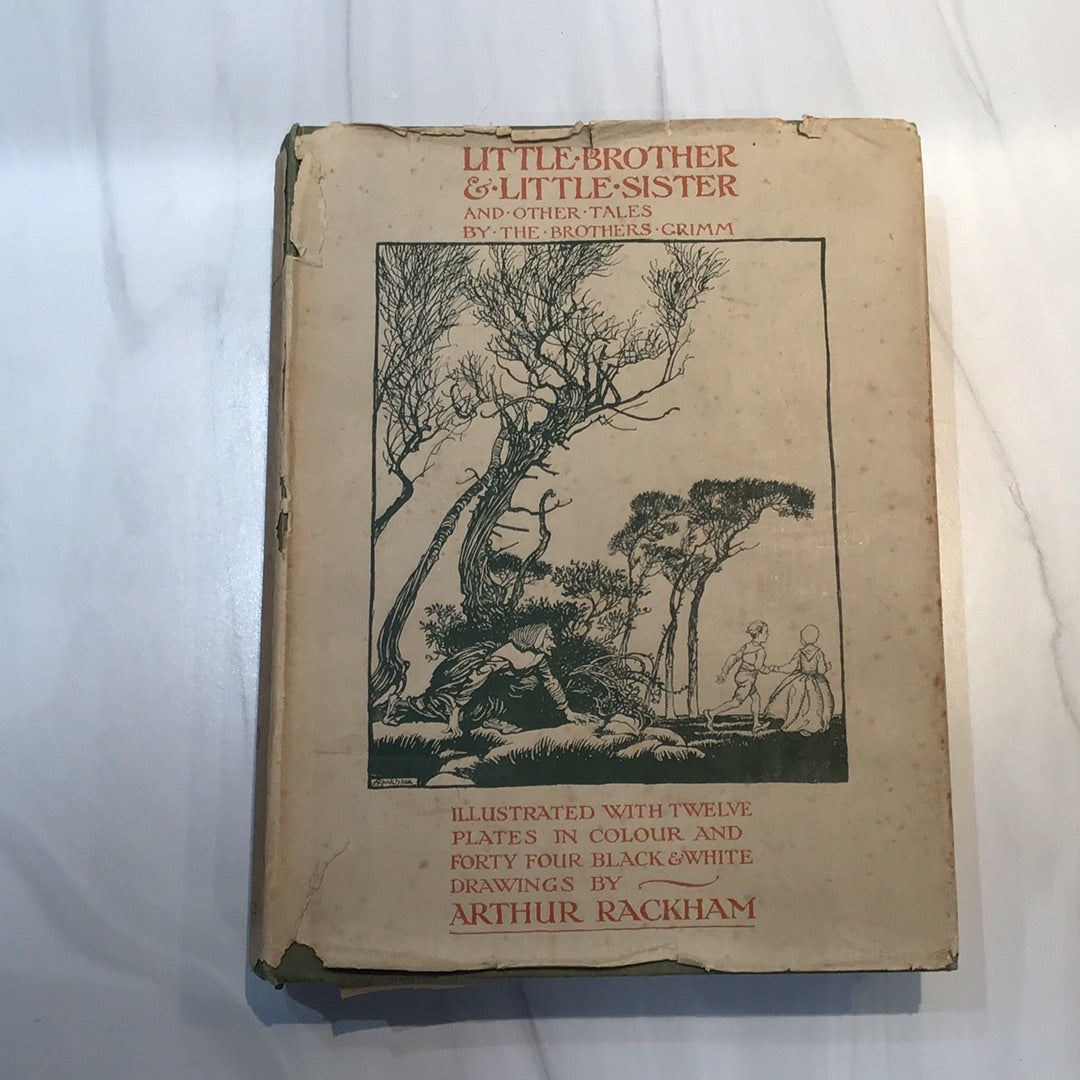 LITTLE·BROTHER
&·LITTLE·SISTER
AND·OTHER·TALES
BY·THE·BROTHERS·GRIMM
ILLUSTRATED WITH TWELVE
PLATES IN COLOUR AND
FORTY FOUR BLACK & WHITE
DRAWINGS BY
ARTHUR RACKHAM